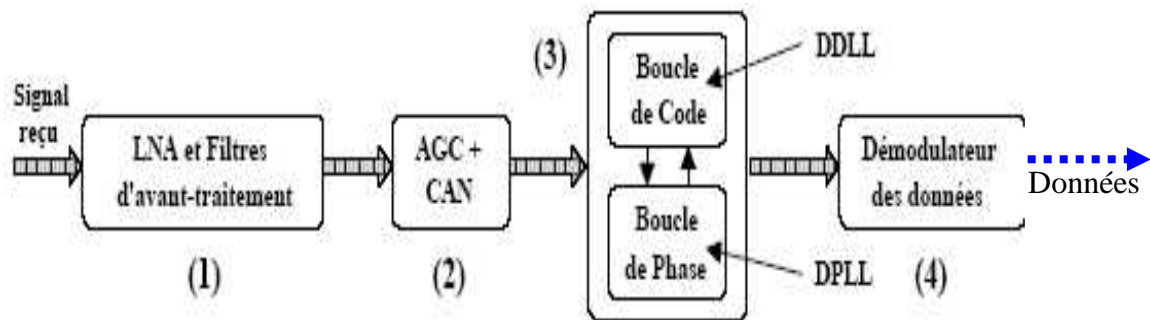 Signal
reçu
LNA et Filtres
d'avant-traitement
(1)
AGC +
CAN
(2)
(3)
Boucle
de Code
DDLL
Boucle
de Phase
DPLL
Démodulateur
des données
(4)
Données